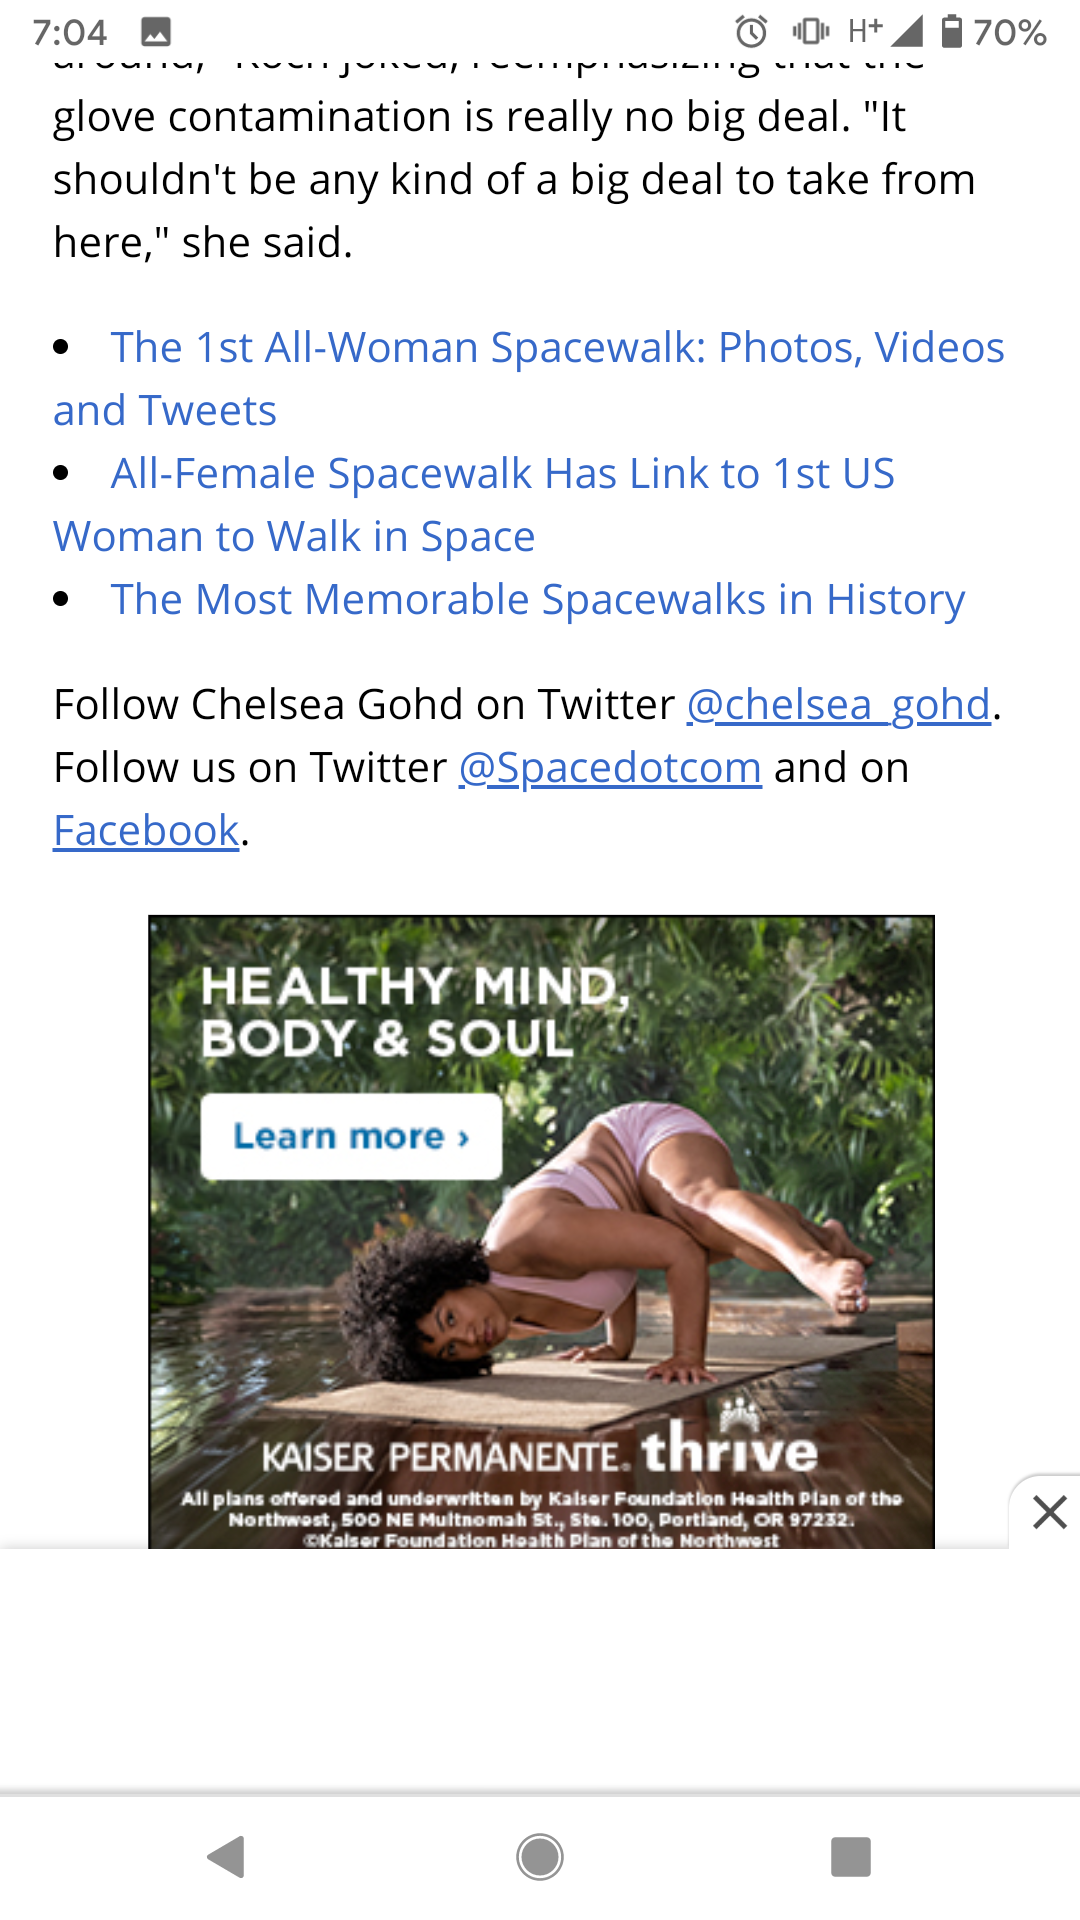 7:04 H+ 70%
glove contamination is really no big deal. "It
shouldn't be any kind of a big deal to take from
here," she said.
• The 1st All-Woman Spacewalk: Photos, Videos
and Tweets
• All-Female Spacewalk Has Link to 1st US
Woman to Walk in Space
• The Most Memorable Spacewalks in History
Follow Chelsea Gohd on Twitter @chelsea_gohd.
Follow us on Twitter @Spacedotcom and on
Facebook.
HEALTHY MIND,
BODY & SOUL
Learn more ›
KAISER PERMANENTE® thrive
All plans offered and underwritten by Kaiser Foundation Health Plan of the
Northwest, 500 NE Multnomah St., Ste. 100, Portland, OR 97232.
©Kaiser Foundation Health Plan of the Northwest